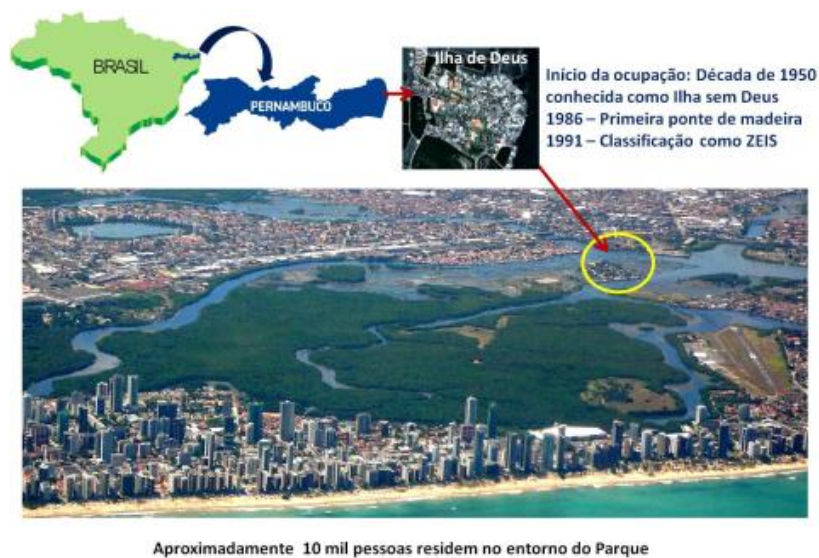 BRASIL
PERNAMBUCO
Ilha de Deus
Início da ocupação: Década de 1950
conhecida como Ilha sem Deus
1986 – Primeira ponte de madeira
1991 – Classificação como ZEIS
Aproximadamente 10 mil pessoas residem no entorno do Parque